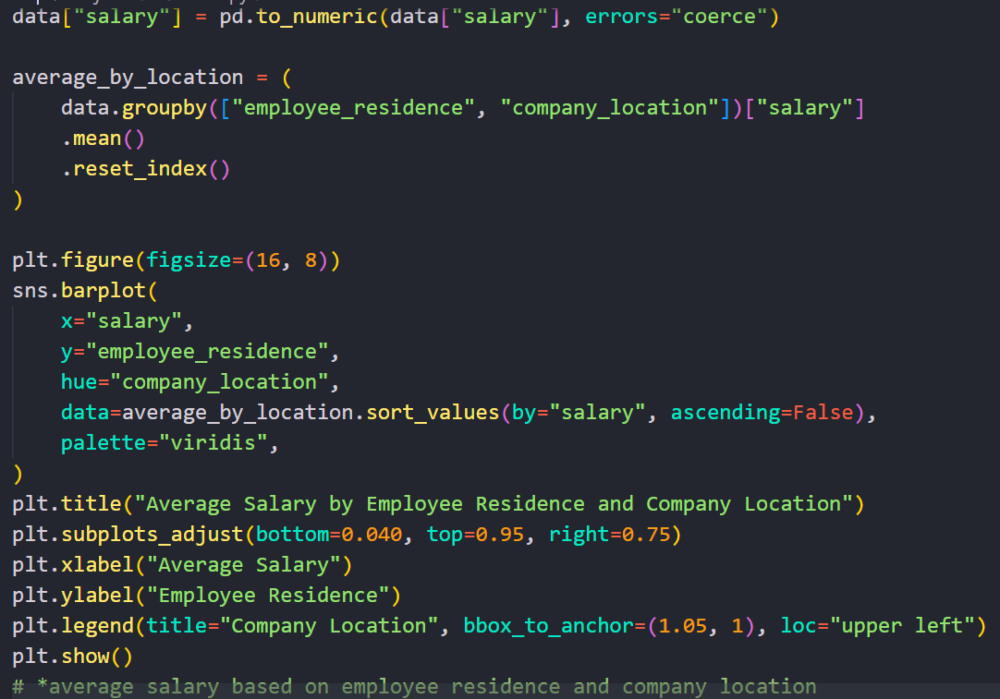 data["salary"] = pd.to_numeric(data["salary"], errors="coerce")
average_by_location = (
data.groupby(["employee_residence", "company_location"])["salary"]
.mean()
.reset_index()
)
plt.figure(figsize=(16, 8))
sns.barplot(
x="salary",
y="employee_residence",
hue="company_location",
data=average_by_location.sort_values(by="salary", ascending=False),
palette="viridis",
)
plt.title("Average Salary by Employee Residence and Company Location")
plt.subplots_adjust(bottom=0.040, top=0.95, right=0.75)
plt.xlabel("Average Salary")
plt.ylabel("Employee Residence")
plt.legend(title="Company Location", bbox_to_anchor=(1.05, 1), loc="upper left")
plt.show()
# *average salary based on employee residence and company location